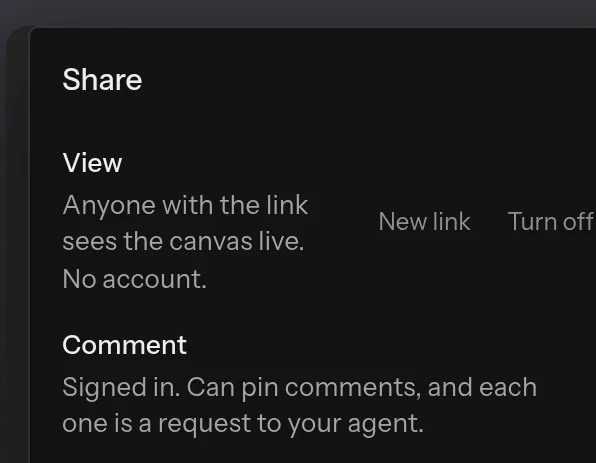 Share
View
Anyone with the link
sees the canvas live.
No account.
New link
Turn off
Comment
Signed in. Can pin comments, and each
one is a request to your agent.